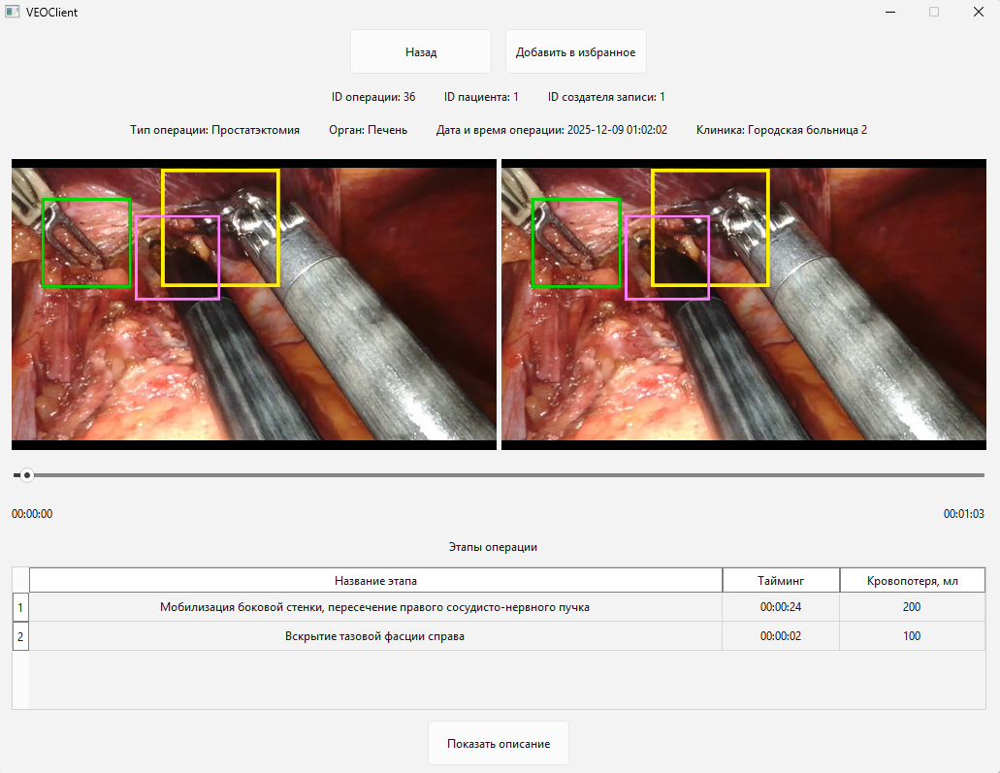 VEOClient
Назад Добавить в избранное
ID операции: 36 ID пациента: 1 ID создателя записи: 1
Тип операции: Простатэктомия Орган: Печень Дата и время операции: 2025-12-09 01:02:02 Клиника: Городская больница 2
00:00:00 00:01:03
Этапы операции
Название этапа Тайминг Кровопотеря, мл
1 Мобилизация боковой стенки, пересечение правого сосудисто-нервного пучка 00:00:24 200
2 Вскрытие тазовой фасции справа 00:00:02 100
Показать описание